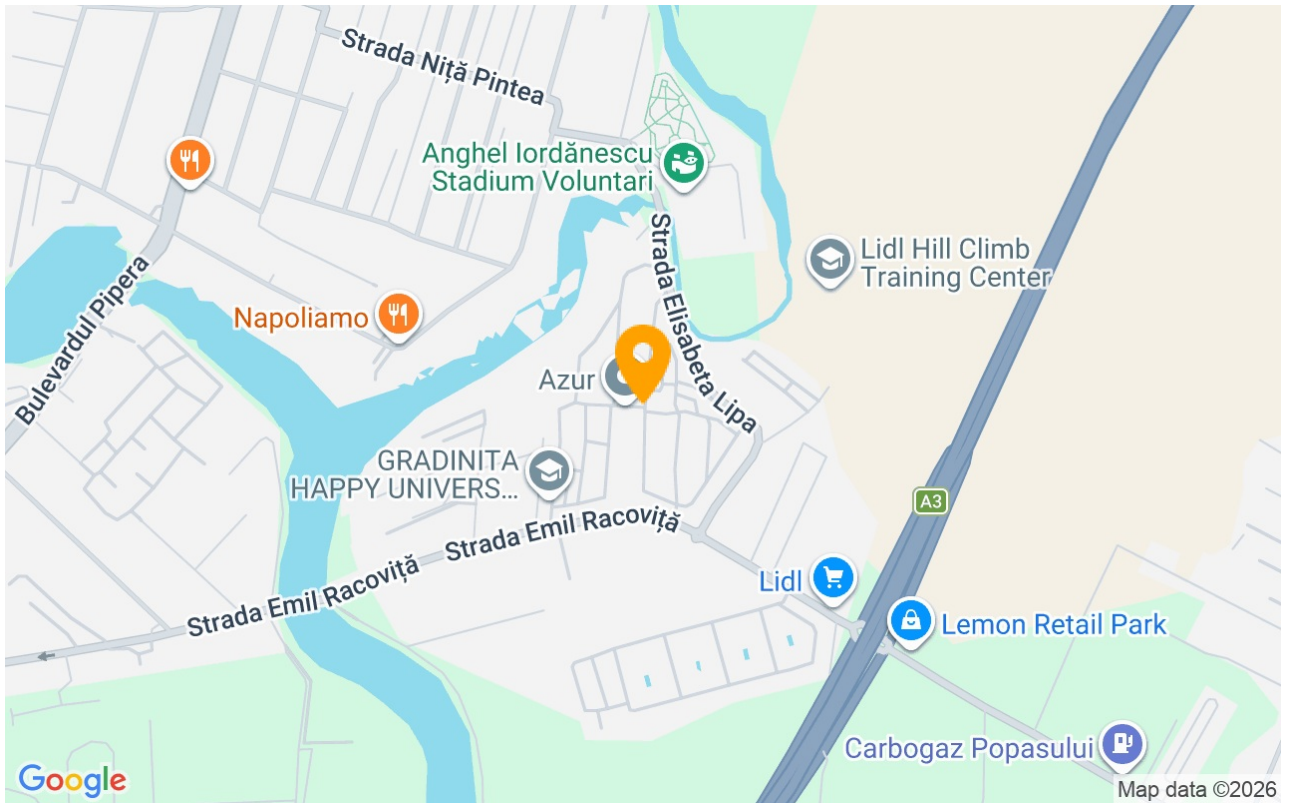 Strada Niță Pintea
Anghel Iordănescu
Stadium Voluntari
Strada Elisabeta Lipa
Lidl Hill Climb
Training Center
Bulevardul Pipera
Napoliamo
Azur
GRADINITA
HAPPY UNIVERS...
A3
Strada Emil Racoviță
Strada Emil Racoviță
Lidl
Lemon Retail Park
Carbogaz Popasului
Google
Map data ©2026